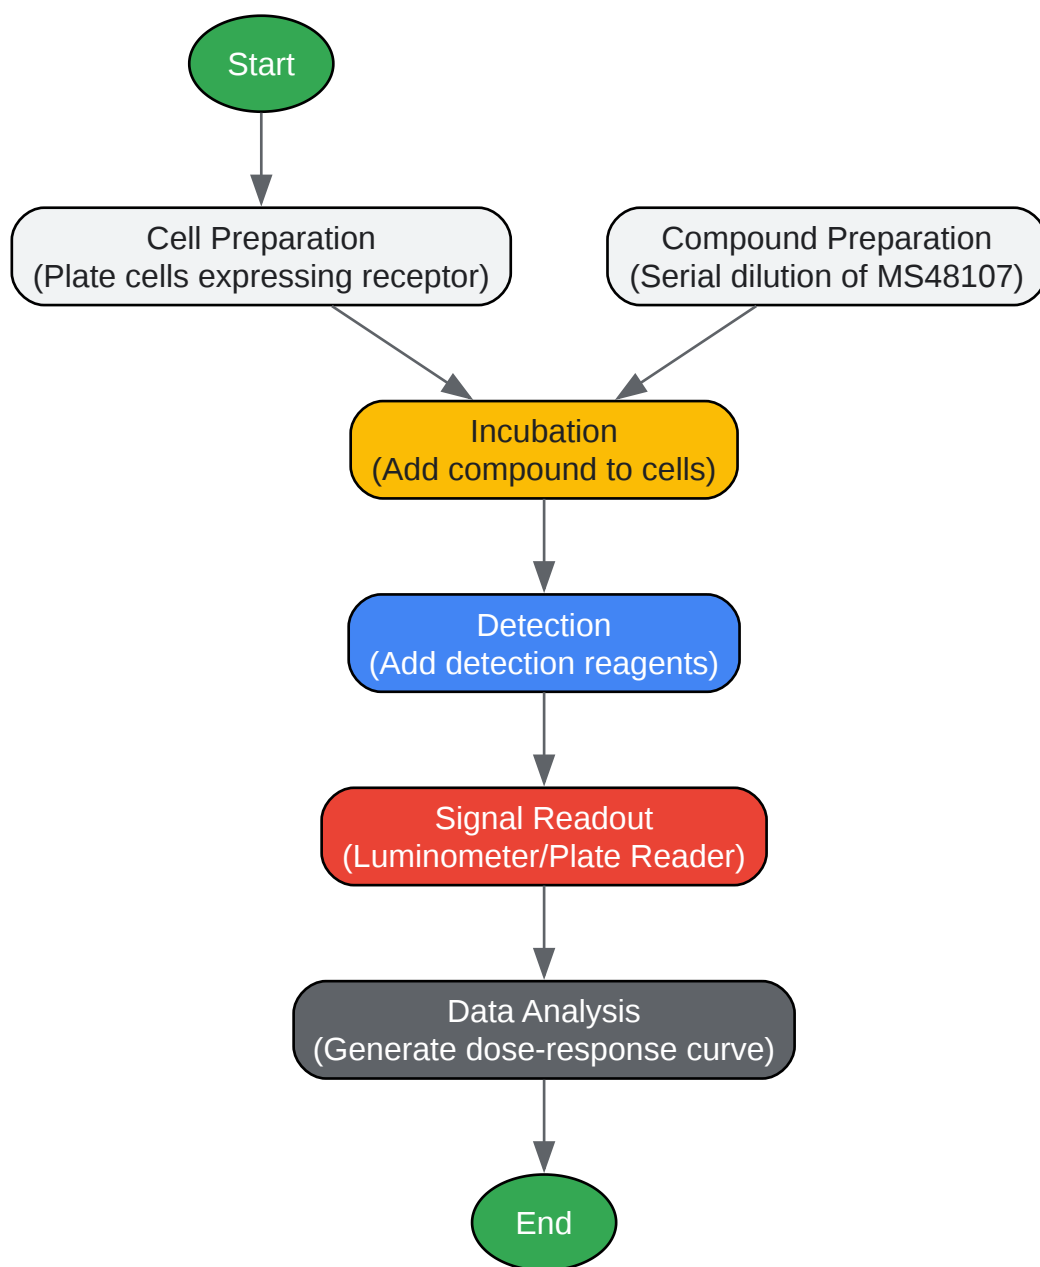 Start
Cell Preparation
(Plate cells expressing receptor)
Compound Preparation
(Serial dilution of MS48107)
Incubation
(Add compound to cells)
Detection
(Add detection reagents)
Signal Readout
(Luminometer/Plate Reader)
Data Analysis
(Generate dose-response curve)
End